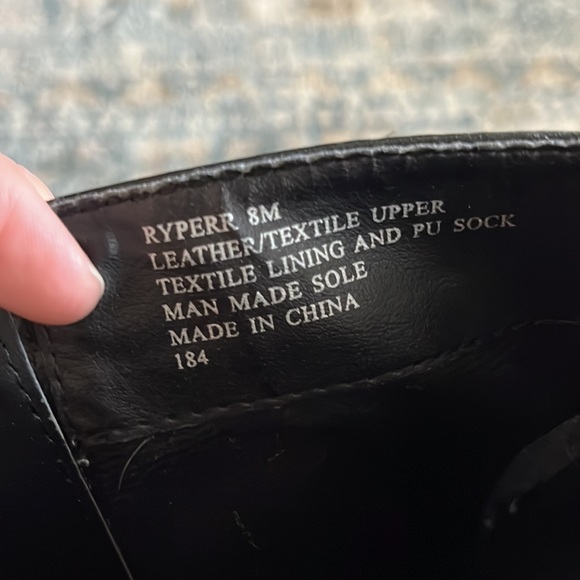 RYPERR 8M
LEATHER/TEXTILE UPPER
TEXTILE LINING AND PU SOCK
MAN MADE SOLE
MADE IN CHINA
184